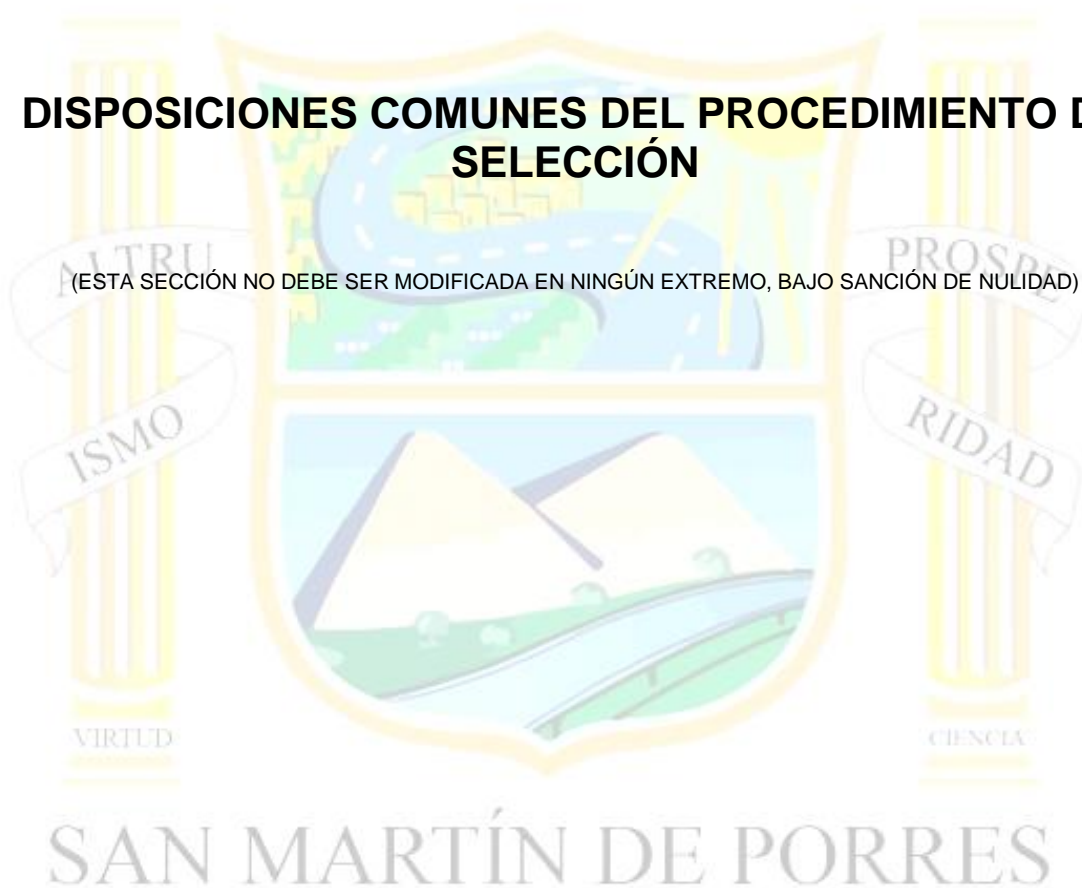 DISPOSICIONES COMUNES DEL PROCEDIMIENTO D
SELECCIÓN
ALTRU
PROSPE
(ESTA SECCIÓN NO DEBE SER MODIFICADA EN NINGÚN EXTREMO, BAJO SANCIÓN DE NULIDAD)
ISMO
RIDAD
VIRTUD
CIENCIA
SAN MARTÍN DE PORRES